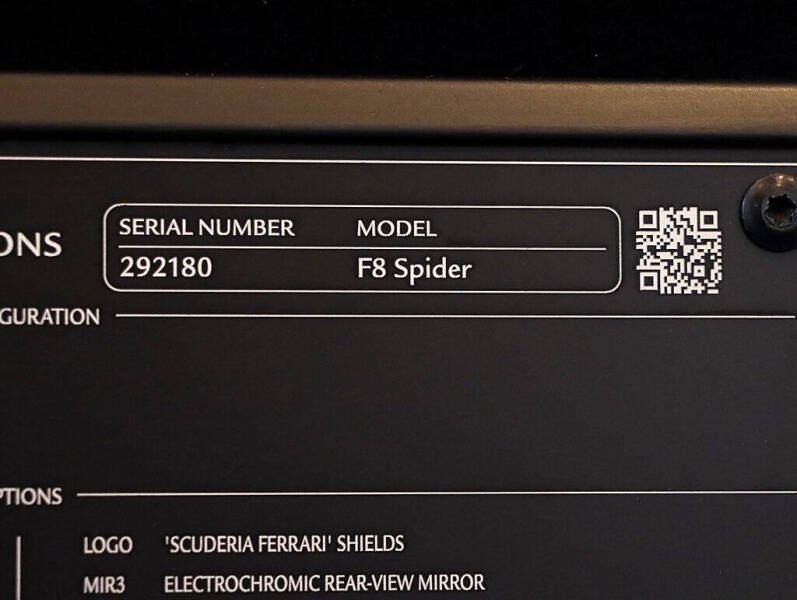 ONS
SERIAL NUMBER MODEL
292180 F8 Spider
GURATION
PTIONS
LOGO 'SCUDERIA FERRARI' SHIELDS
MIR3 ELECTROCHROMIC REAR-VIEW MIRROR